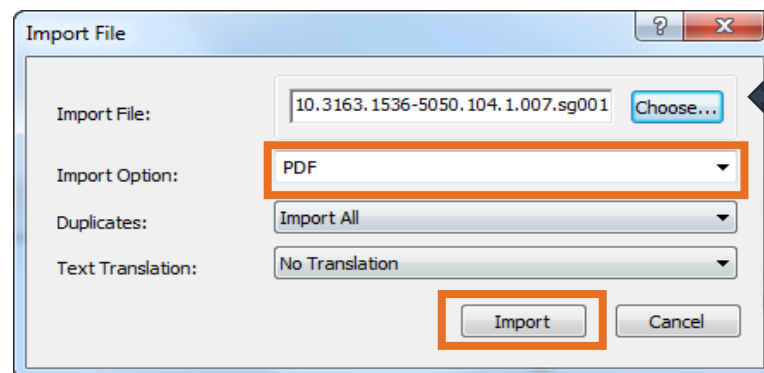 Import File
Import File: 10.3163.1536-5050.104.1.007.sg001 Choose...
Import Option: PDF
Duplicates: Import All
Text Translation: No Translation
Import Cancel